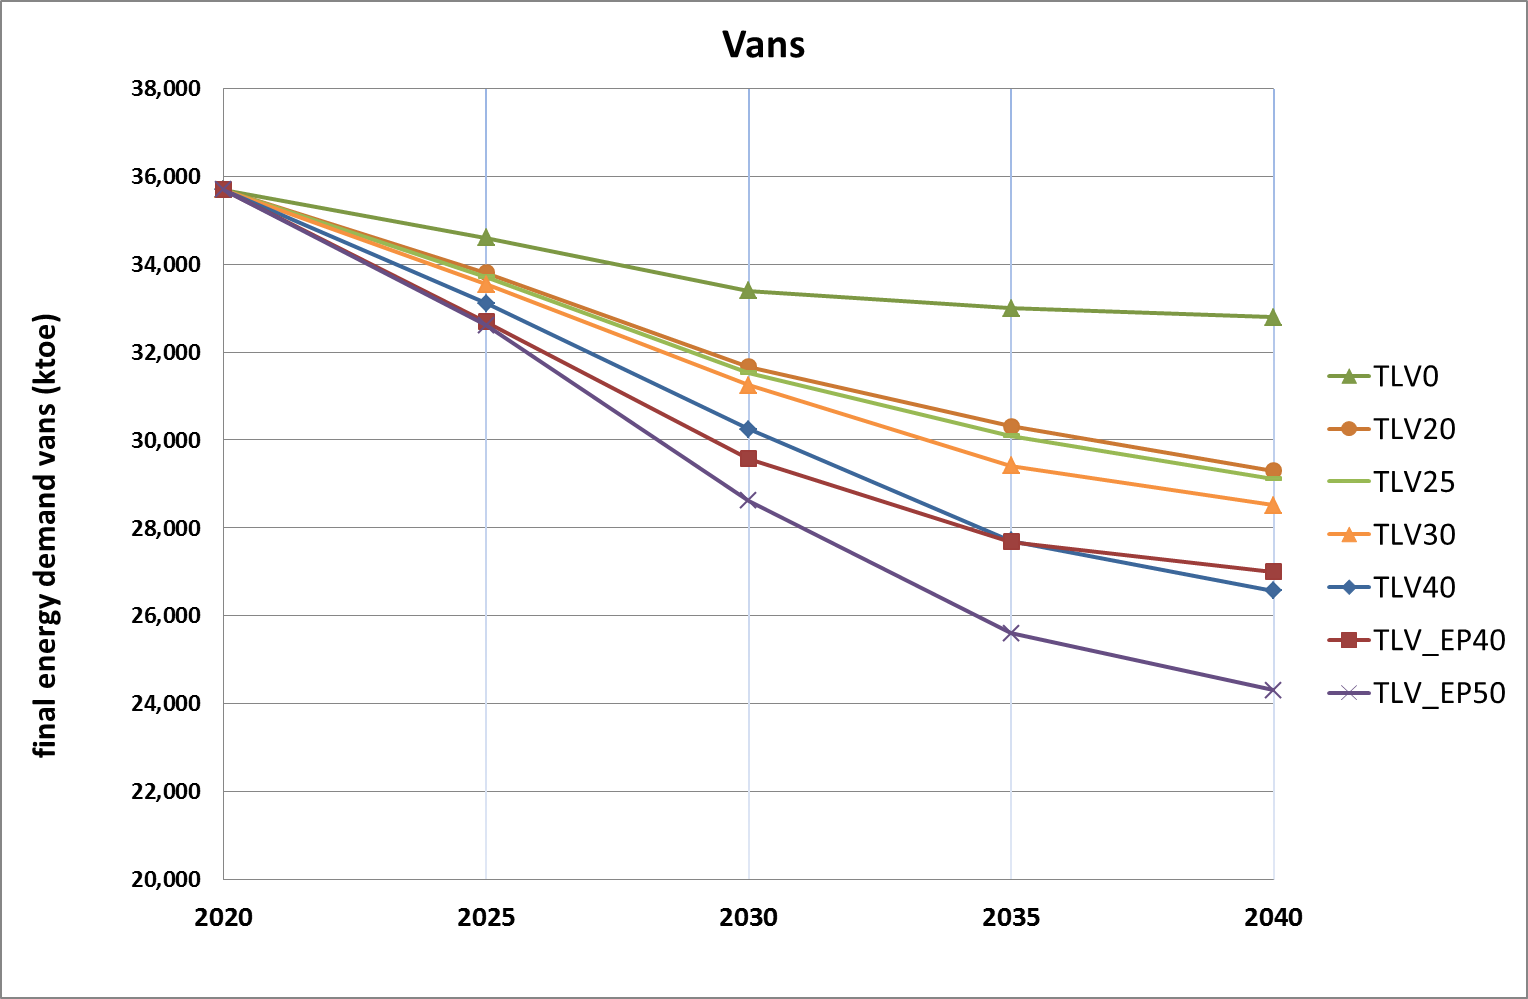 Vans
38,000
36,000
34,000
32,000
30,000
28,000
26,000
24,000
22,000
20,000
final energy demand vans (ktoe)
2020 2025 2030 2035 2040
TLV0
TLV20
TLV25
TLV30
TLV40
TLV_EP40
TLV_EP50